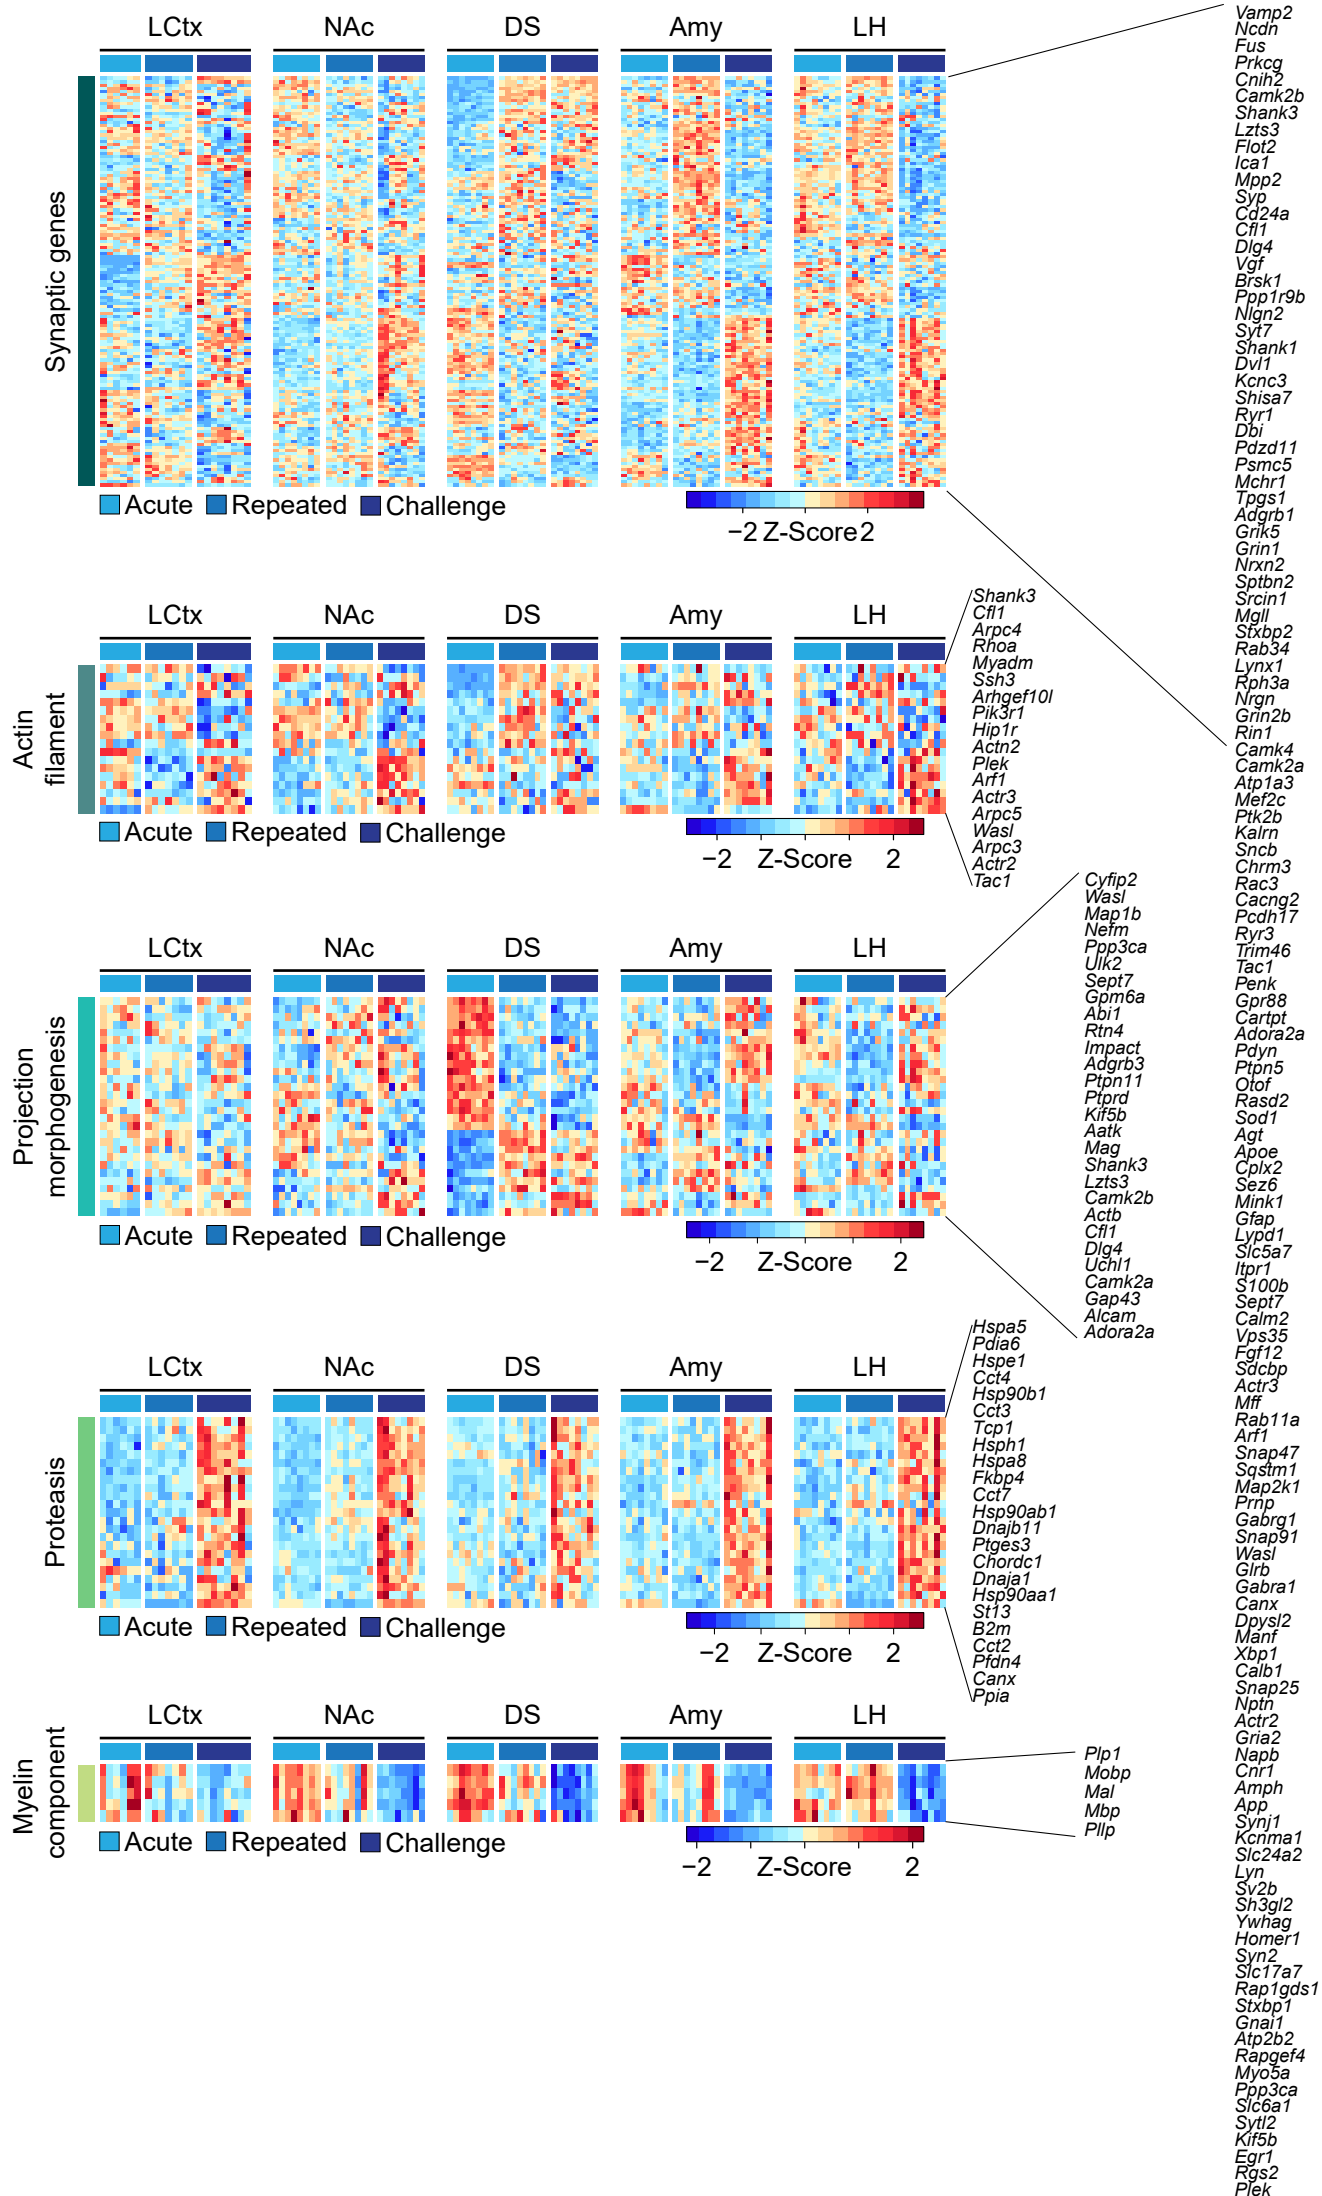 LCtx NAc DS Amy LH
Synaptic genes
Acute Repeated Challenge
−2 Z-Score 2
LCtx NAc DS Amy LH
Actin
filament
Acute Repeated Challenge
−2 Z-Score 2
Shank3
Cfl1
Arpc4
Rhoa
Myadm
Ssh3
Arhgef10l
Pik3r1
Hip1r
Actn2
Plek
Arf1
Actr3
Arpc5
Wasl
Arpc3
Actr2
Tac1
LCtx NAc DS Amy LH
Projection
morphogenesis
Acute Repeated Challenge
−2 Z-Score 2
Cyfip2
Wasl
Map1b
Nefm
Ppp3ca
Ulk2
Sept7
Gpm6a
Abi1
Rtn4
Impact
Adgrb3
Ptpn11
Ptprd
Kif5b
Aatk
Mag
Shank3
Lzts3
Camk2b
Actb
Cfl1
Dlg4
Uchl1
Camk2a
Gap43
Alcam
Adora2a
LCtx NAc DS Amy LH
Proteasis
Acute Repeated Challenge
−2 Z-Score 2
Hspa5
Pdia6
Hspe1
Cct4
Hsp90b1
Cct3
Tcp1
Hsph1
Hspa8
Fkbp4
Cct7
Hsp90ab1
Dnajb11
Ptges3
Chordc1
Dnaja1
Hsp90aa1
St13
B2m
Cct2
Pfdn4
Canx
Ppia
LCtx NAc DS Amy LH
Myelin
component
Acute Repeated Challenge
−2 Z-Score 2
Plp1
Mobp
Mal
Mbp
Pllp
Vamp2
Ncdn
Fus
Prkcg
Cnih2
Camk2b
Shank3
Lzts3
Flot2
Ica1
Mpp2
Syp
Cd24a
Cfl1
Dlg4
Vgf
Brsk1
Ppp1r9b
Nlgn2
Syt7
Shank1
Dvl1
Kcnc3
Shisa7
Ryr1
Dbi
Pdzd11
Psmc5
Mchr1
Tpgs1
Adgrb1
Grik5
Grin1
Nrxn2
Sptbn2
Srcin1
Mgll
Stxbp2
Rab34
Lynx1
Rph3a
Nrgn
Grin2b
Rin1
Camk4
Camk2a
Atp1a3
Mef2c
Ptk2b
Kalrn
Sncb
Chrm3
Rac3
Cacng2
Pcdh17
Ryr3
Trim46
Tac1
Penk
Gpr88
Cartpt
Adora2a
Pdyn
Ptpn5
Otof
Rasd2
Sod1
Agt
Apoe
Cplx2
Sez6
Mink1
Gfap
Lypd1
Slc5a7
Itpr1
S100b
Sept7
Calm2
Vps35
Fgf12
Sdcbp
Actr3
Mff
Rab11a
Arf1
Snap47
Sqstm1
Map2k1
Prnp
Gabrg1
Snap91
Wasl
Glrb
Gabra1
Canx
Dpysl2
Manf
Xbp1
Calb1
Snap25
Nptn
Actr2
Gria2
Napb
Cnr1
Amph
App
Synj1
Kcnma1
Slc24a2
Lyn
Sv2b
Sh3gl2
Ywhag
Homer1
Syn2
Slc17a7
Rap1gds1
Stxbp1
Gnai1
Atp2b2
Rapgef4
Myo5a
Ppp3ca
Slc6a1
Sytl2
Kif5b
Egr1
Rgs2
Plek